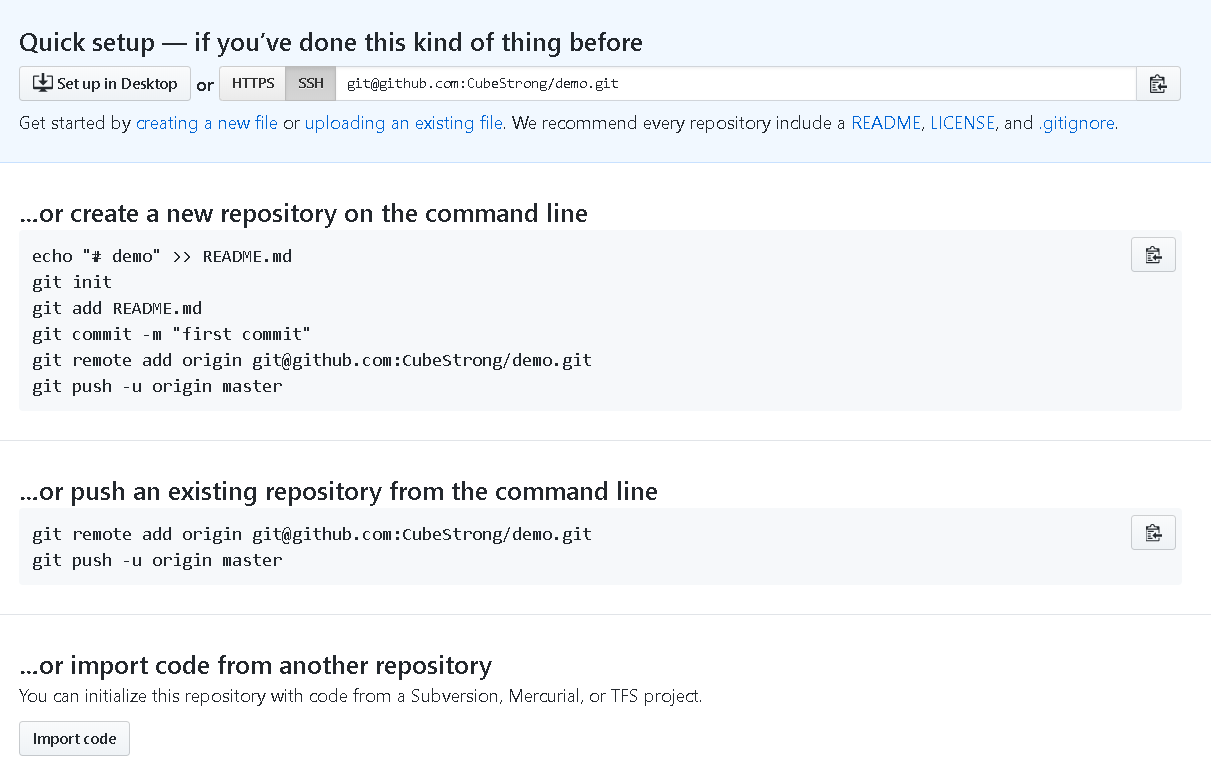 Quick setup — if you’ve done this kind of thing before
Set up in Desktop or HTTPS SSH git@github.com:CubeStrong/demo.git
Get started by creating a new file or uploading an existing file. We recommend every repository include a README, LICENSE, and .gitignore.
...or create a new repository on the command line
echo "# demo" >> README.md
git init
git add README.md
git commit -m "first commit"
git remote add origin git@github.com:CubeStrong/demo.git
git push -u origin master
...or push an existing repository from the command line
git remote add origin git@github.com:CubeStrong/demo.git
git push -u origin master
...or import code from another repository
You can initialize this repository with code from a Subversion, Mercurial, or TFS project.
Import code